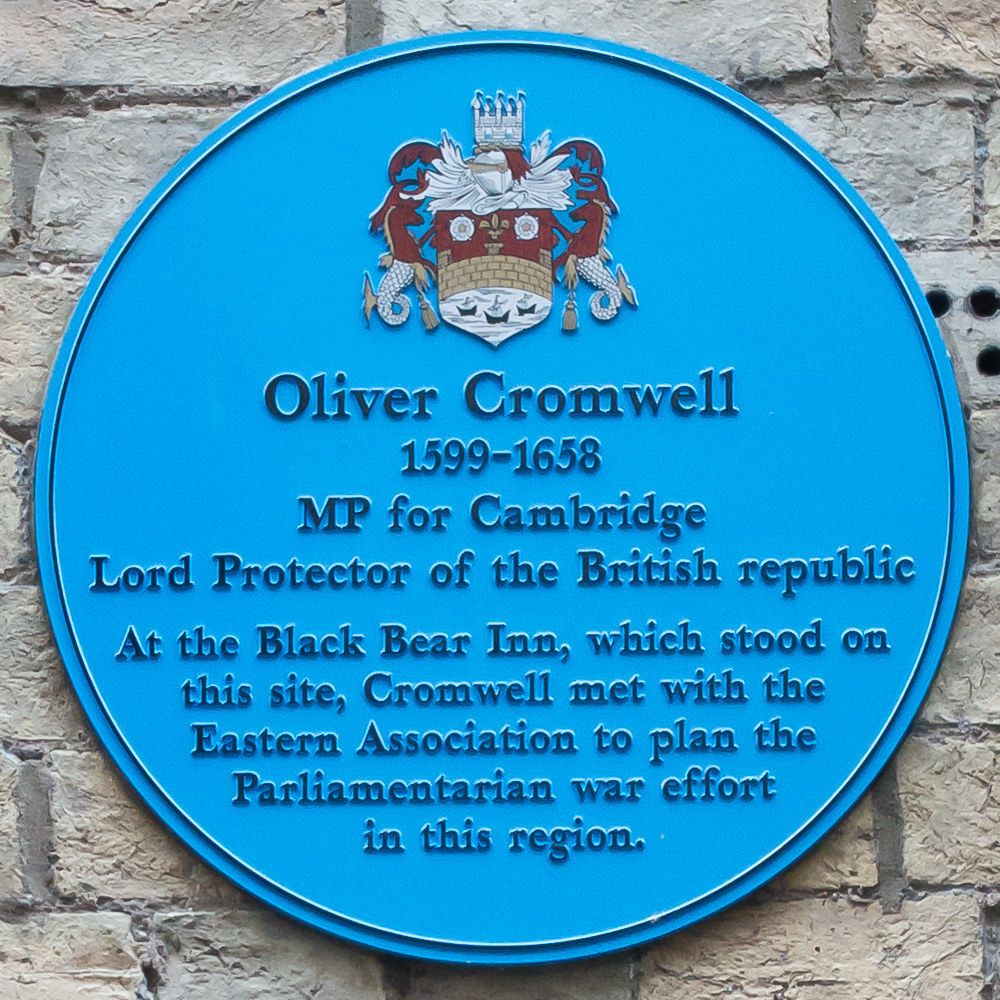 Oliver Cromwell
1599-1658
MP for Cambridge
Lord Protector of the British republic
At the Black Bear Inn, which stood on
this site, Cromwell met with the
Eastern Association to plan the
Parliamentarian war effort
in this region.